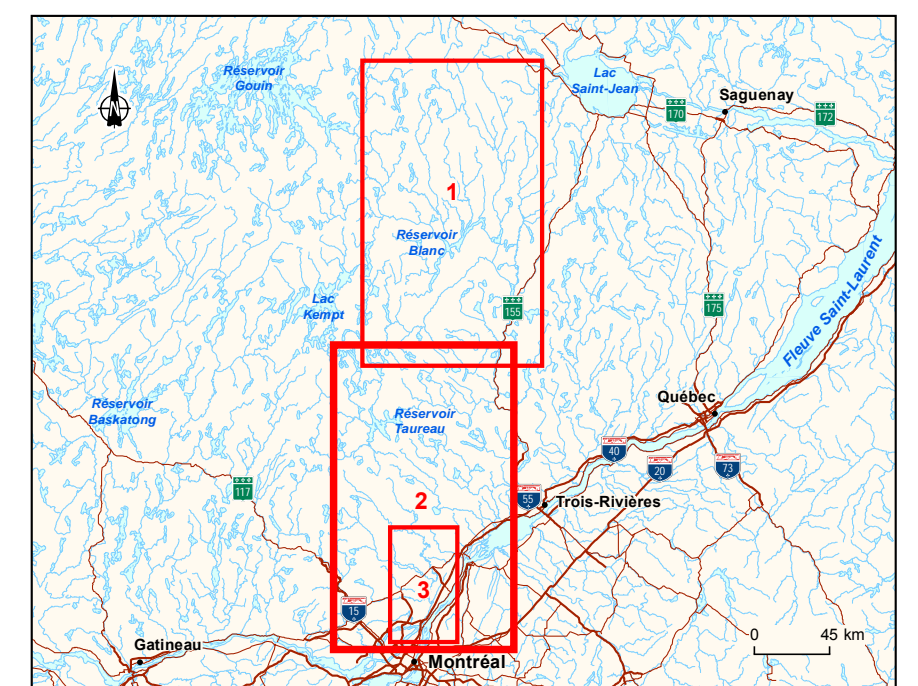 Réservoir
Gouin
Lac
Saint-Jean
Saguenay
170
172
1
Réservoir
Blanc
Lac
Kempt
155
175
Fleuve Saint-Laurent
Réservoir
Baskatong
Réservoir
Taureau
Québec
40
20
73
117
55
Trois-Rivières
2
3
15
0 45 km
Gatineau
Montréal